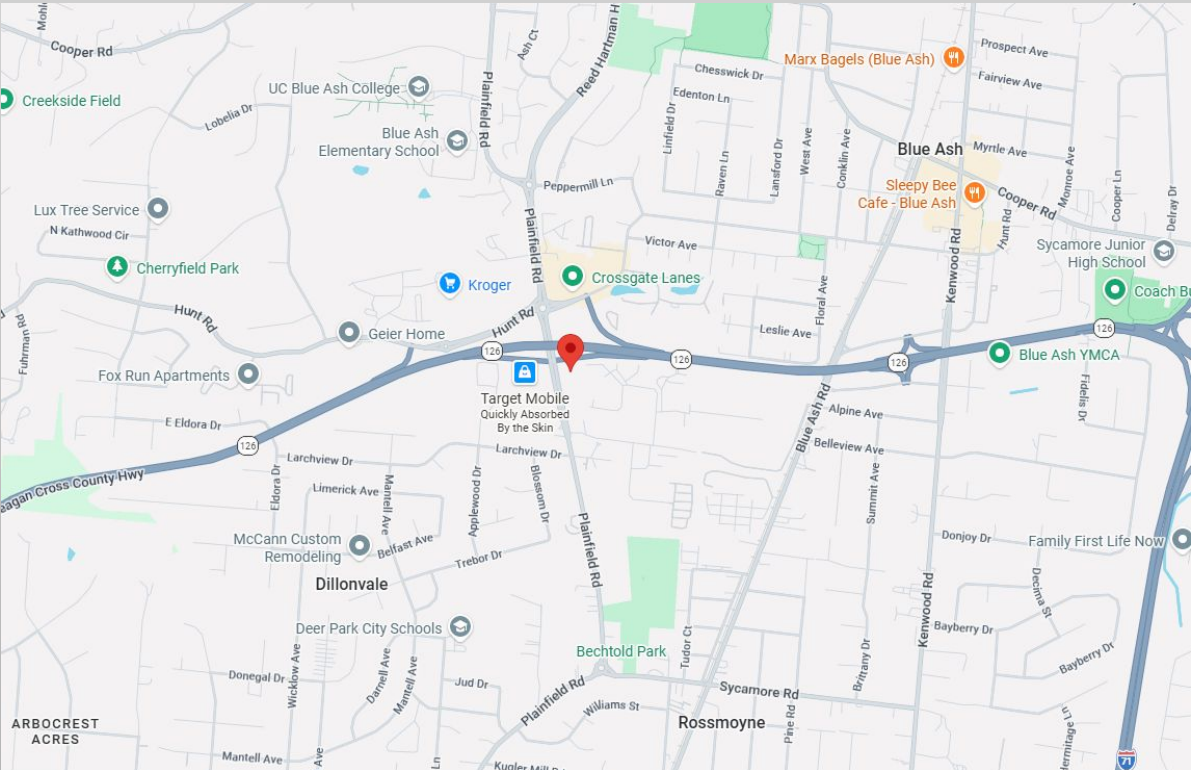 Cooper Rd
Ash Ct
Reed Hartman H
Prospect Ave
Marx Bagels (Blue Ash)
Chesswick Dr
Fairview Ave
Creekside Field
UC Blue Ash College
Plainfield Rd
Edenton Ln
Lobelia Dr
Blue Ash
Elementary School
Linfield Dr
Raven Ln
Lansford Dr
West Ave
Conklin Ave
Blue Ash
Myrtle Ave
Monroe Ave
Cooper Ln
Delray Dr
Peppermill Ln
Sleepy Bee
Cafe - Blue Ash
Cooper Rd
Hunt Rd
Lux Tree Service
N Kathwood Cir
Plainfield Rd
Victor Ave
Kenwood Rd
Sycamore Junior
High School
Cherryfield Park
Kroger
Crossgate Lanes
Floral Ave
Coach Bu
Hunt Rd
Fuhrman Rd
Geier Home
Hunt Rd
Leslie Ave
126
126
126
126
Blue Ash YMCA
Fox Run Apartments
Target Mobile
Quickly Absorbed
By the Skin
Fidelis Dr
E Eldora Dr
Blue Ash Rd
Alpine Ave
126
Larchview Dr
Larchview Dr
Belleview Ave
eagan Cross County Hwy
Eldora Dr
Limerick Ave
Mantell Ave
Applewood Dr
Blossom Dr
Summit Ave
McCann Custom
Remodeling
Belfast Ave
Trebor Dr
Plainfield Rd
Donjoy Dr
Family First Life Now
Dillonvale
Kenwood Rd
Decima St
Deer Park City Schools
Bayberry Dr
Bechtold Park
Tudor Ct
Brittany Dr
Bayberry Dr
Donegal Dr
Wicklow Ave
Darnell Ave
Mantell Ave
Jud Dr
Plainfield Rd
Williams St
Sycamore Rd
Pine Rd
Rossmoyne
Hermitage Ln
ARBOCREST
ACRES
Mantell Ave
Ave
Ln
Kugler Mill Rd
71